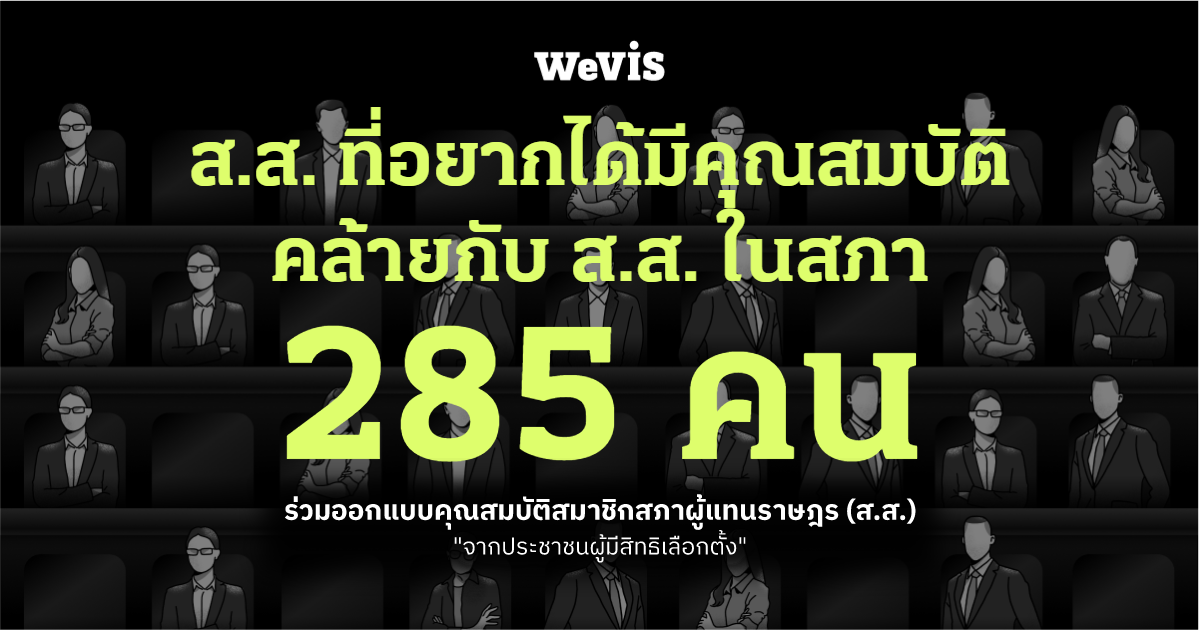 WeVIS
ส.ส. ที่อยากได้มีคุณสมบัติ
คล้ายกับ ส.ส. ในสภา
285 คน
ร่วมออกแบบคุณสมบัติสมาชิกสภาผู้แทนราษฎร (ส.ส.)
"จากประชาชนผู้มีสิทธิเลือกตั้ง"